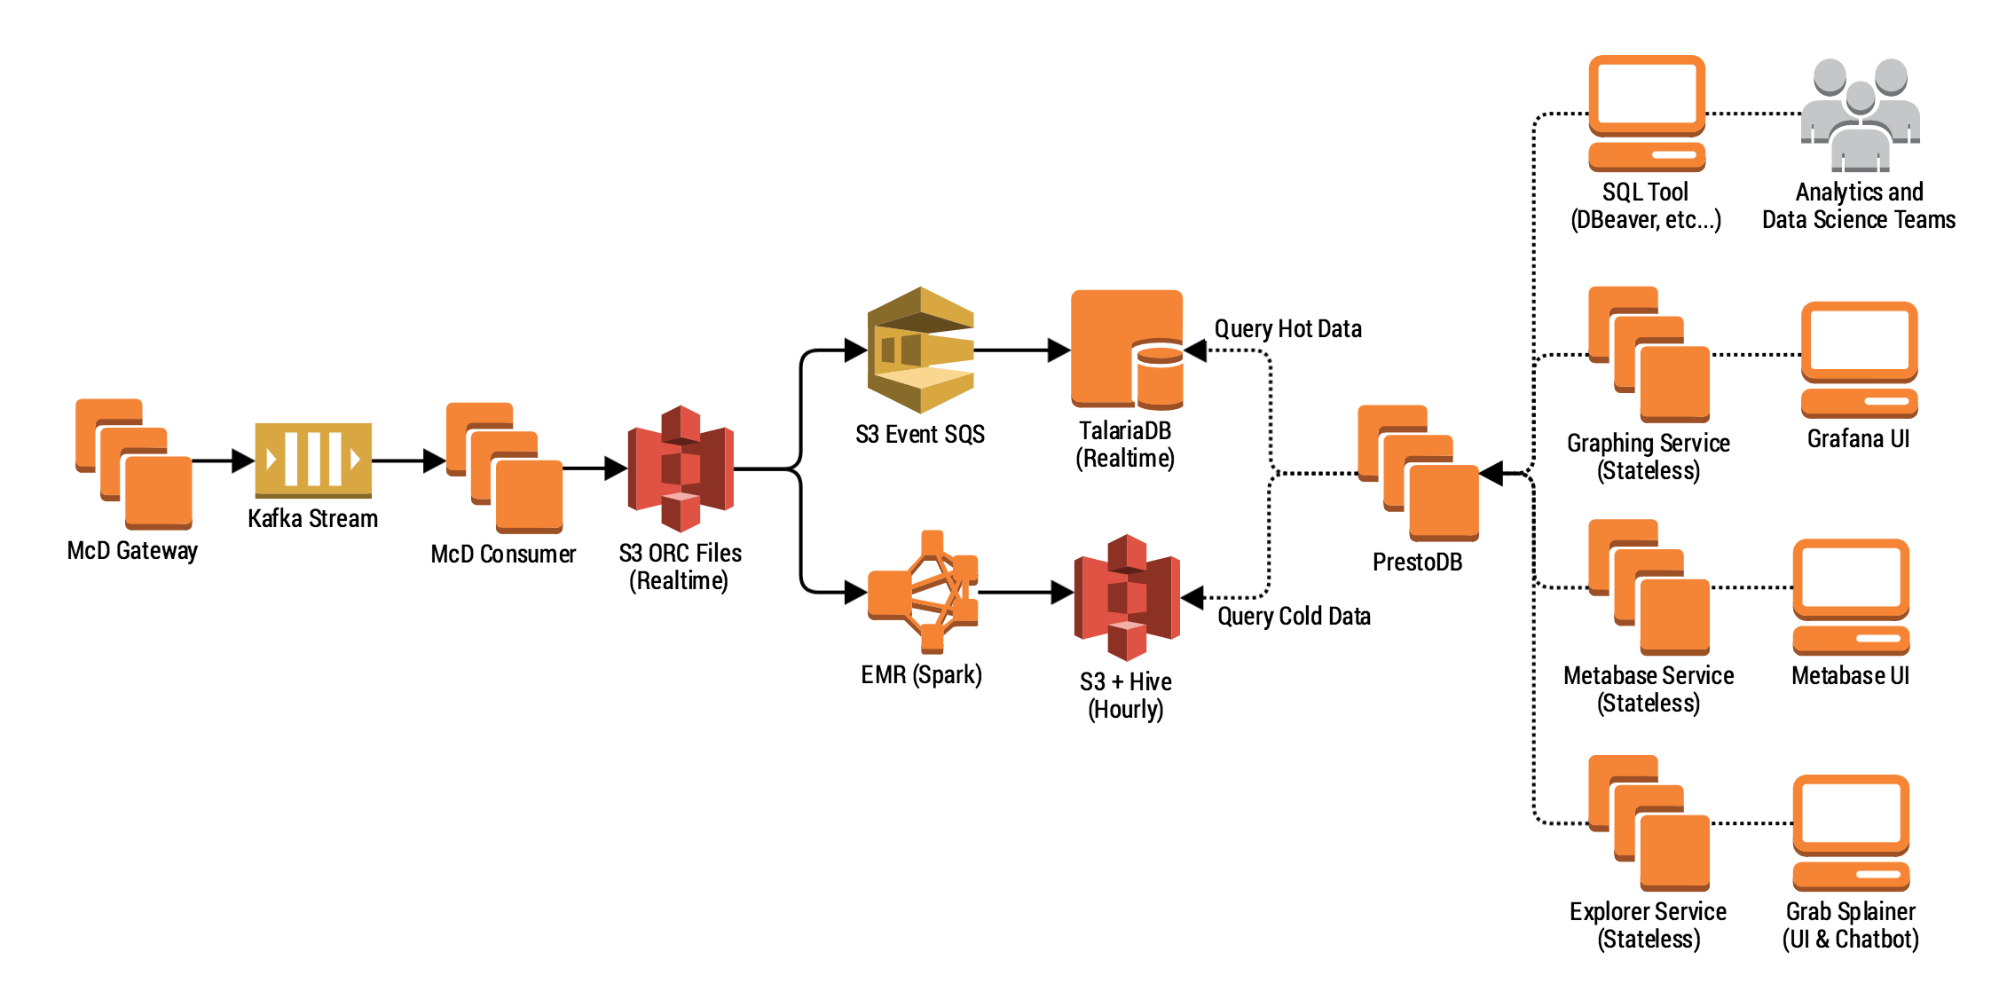 McD Gateway
Kafka Stream
McD Consumer
S3 ORC Files
(Realtime)
S3 Event SQS
TalariaDB
(Realtime)
EMR (Spark)
S3 + Hive
(Hourly)
Query Hot Data
Query Cold Data
PrestoDB
SQL Tool
(DBeaver, etc...)
Analytics and
Data Science Teams
Graphing Service
(Stateless)
Grafana UI
Metabase Service
(Stateless)
Metabase UI
Explorer Service
(Stateless)
Grab Splainer
(UI & Chatbot)